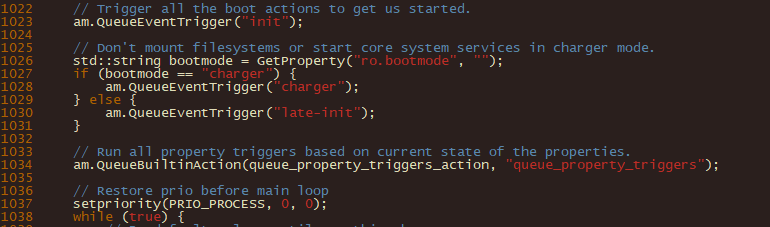 1022     // Trigger all the boot actions to get us started.
1023     am.QueueEventTrigger("init");
1024
1025     // Don't mount filesystems or start core system services in charger mode.
1026     std::string bootmode = GetProperty("ro.bootmode", "");
1027     if (bootmode == "charger") {
1028         am.QueueEventTrigger("charger");
1029     } else {
1030         am.QueueEventTrigger("late-init");
1031     }
1032
1033     // Run all property triggers based on current state of the properties.
1034     am.QueueBuiltinAction(queue_property_triggers_action, "queue_property_triggers");
1035
1036     // Restore prio before main loop
1037     setpriority(PRIO_PROCESS, 0, 0);
1038     while (true) {